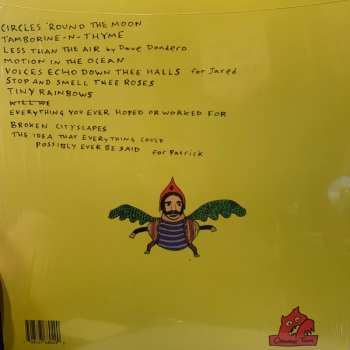 CIRCLES 'ROUND THE MOON
TAMBORINE-N-THYME
LESS THAN THE AIR by Dave Dondero
MOTION IN THE OCEAN
VOICES ECHO DOWN THEE HALLS for Jared
STOP AND SMELL THEE ROSES
TINY RAINBOWS
EVERYTHING YOU EVER HOPED OR WORKED FOR
BROKEN CITYSCAPES
THE IDEA THAT EVERYTHING COULD
POSSIBLY EVER BE SAID for Patrick